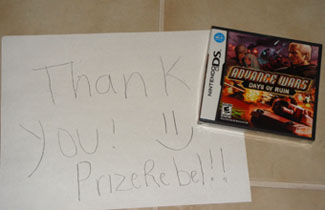 Thank
you! =)
PrizeRebel!!
NINTENDO DS
ADVANCE WARS
DAYS OF RUIN
E